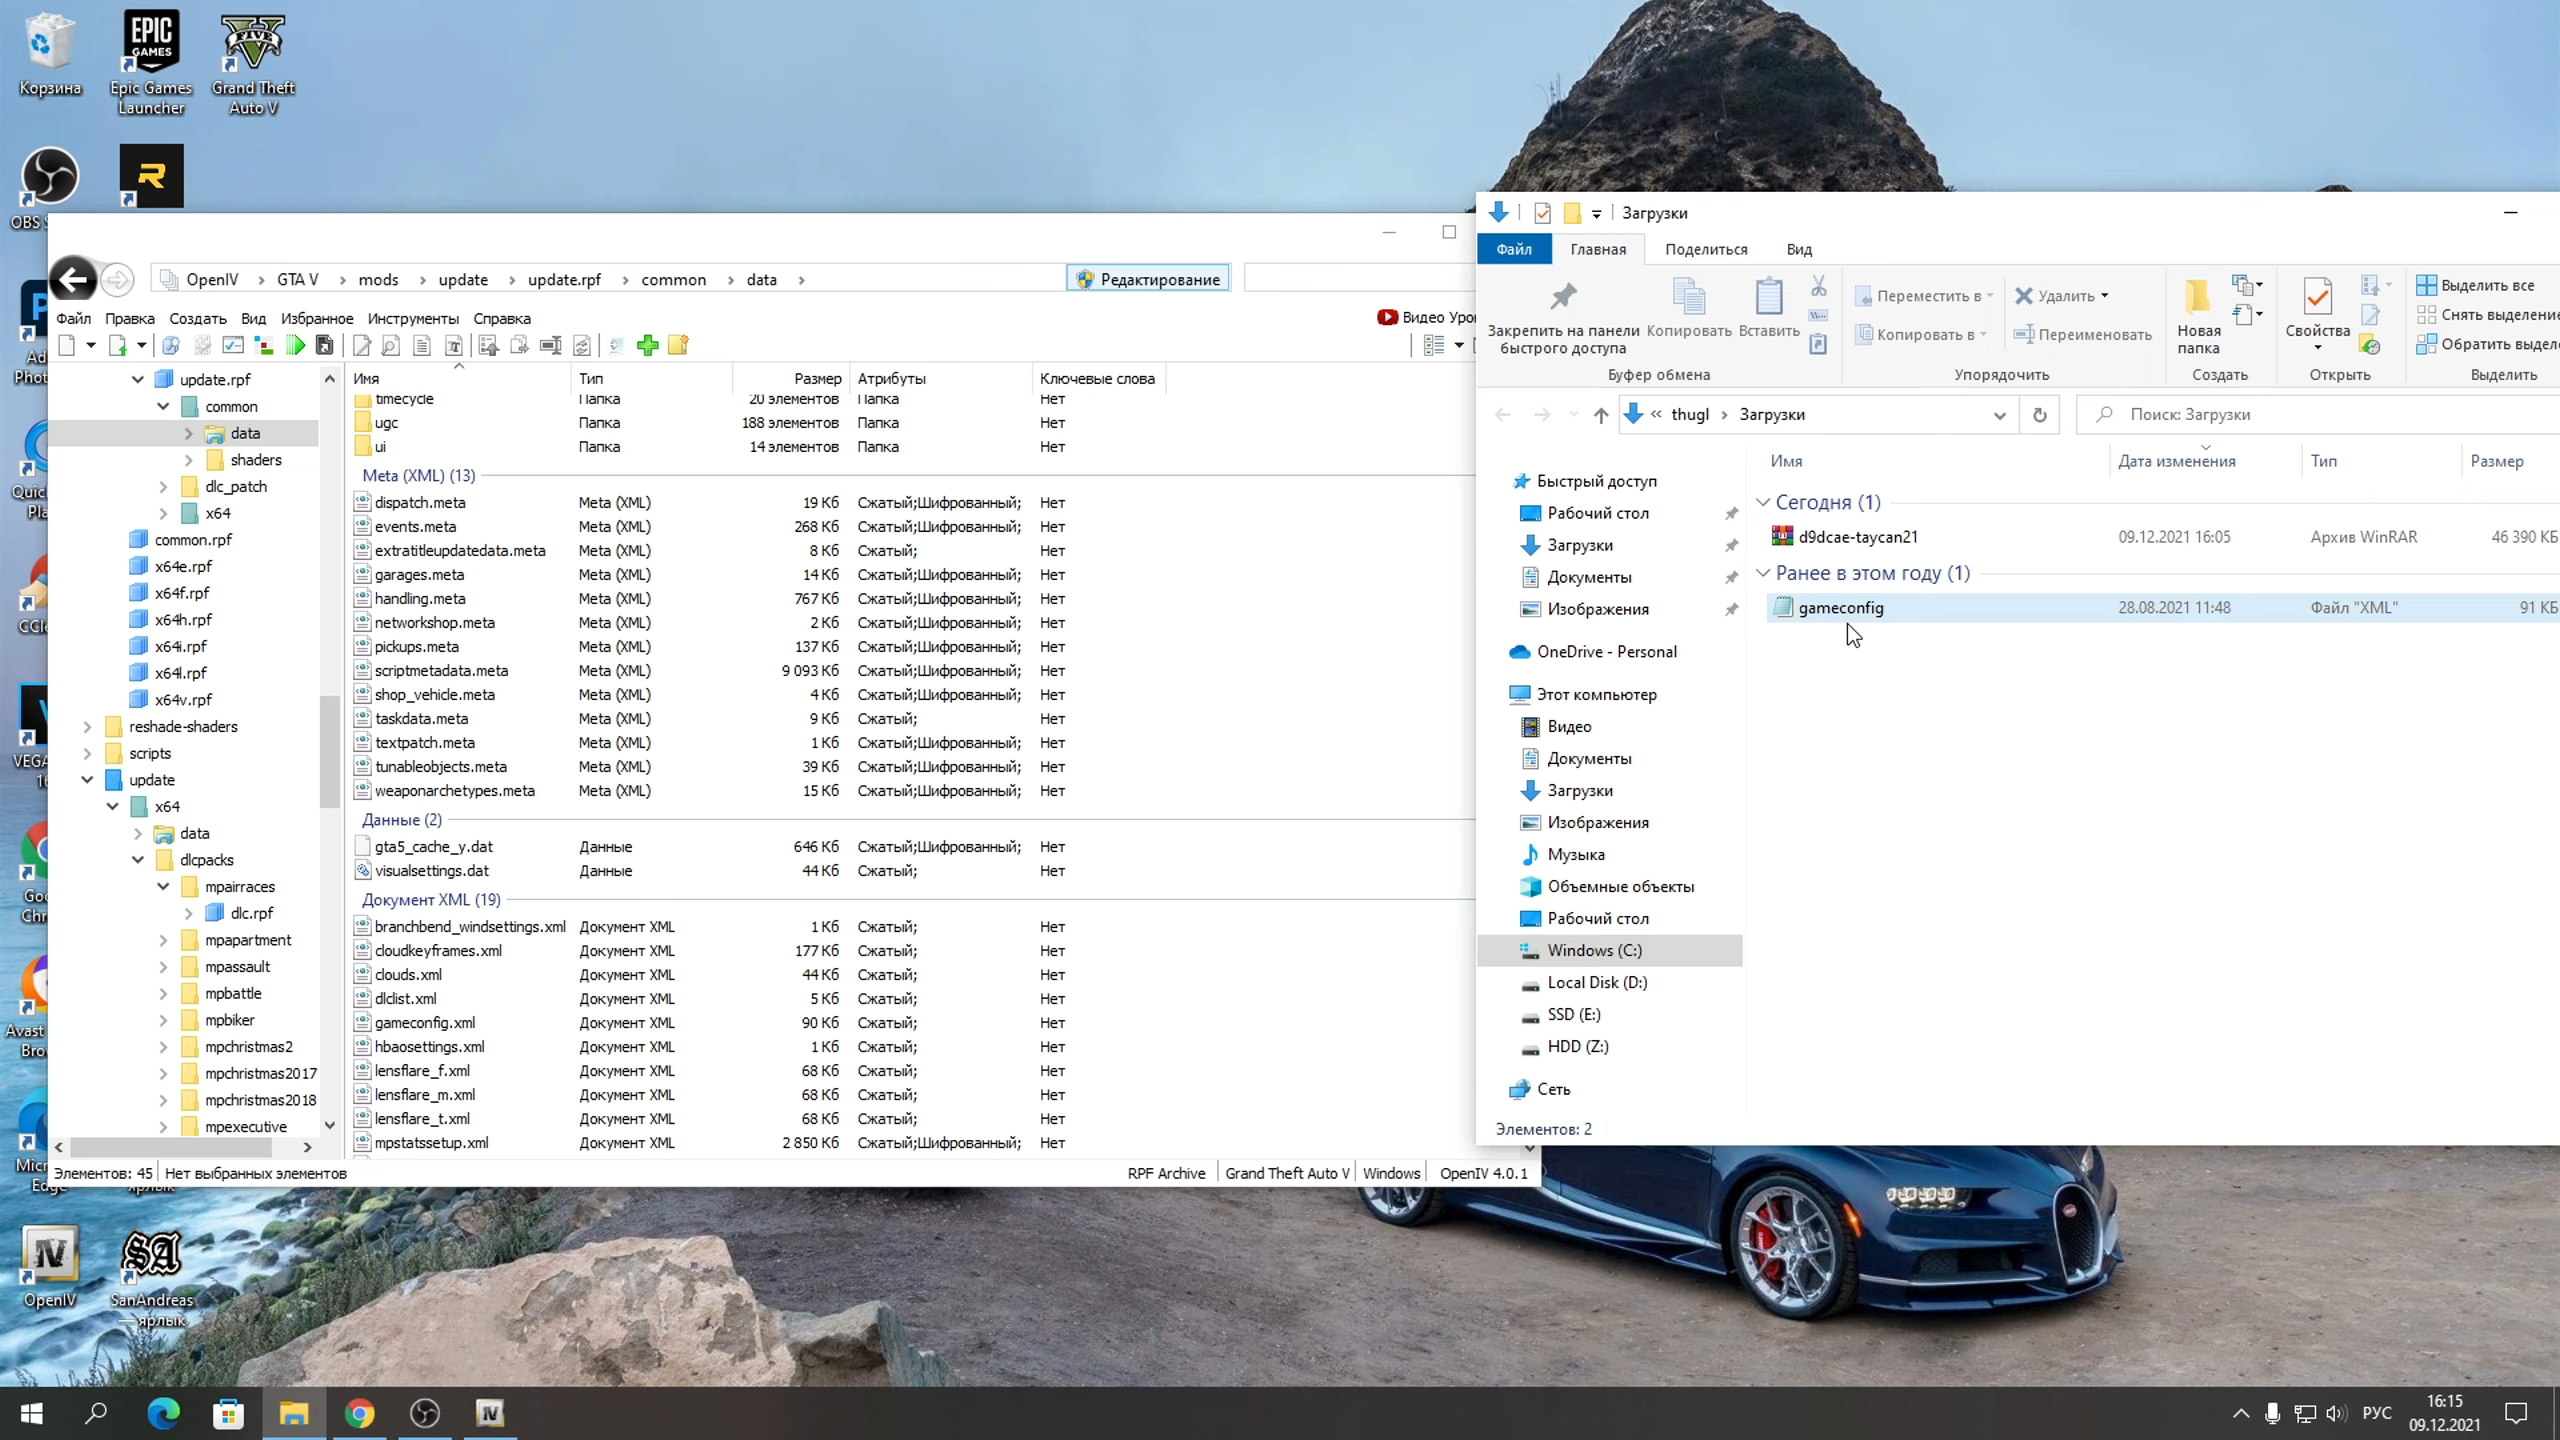 Корзина
EPIC GAMES
Epic Games Launcher
FIVE
Grand Theft Auto V
OBS S
OpenIV › GTA V › mods › update › update.rpf › common › data ›
Редактирование
Файл Правка Создать Вид Избранное Инструменты Справка
Видео Уро
update.rpf
common
data
shaders
dlc_patch
x64
common.rpf
x64e.rpf
x64f.rpf
x64h.rpf
x64i.rpf
x64l.rpf
x64v.rpf
reshade-shaders
scripts
update
x64
data
dlcpacks
mpairraces
dlc.rpf
mpapartment
mpassault
mpbattle
mpbiker
mpchristmas2
mpchristmas2017
mpchristmas2018
mpexecutive
Имя Тип Размер Атрибуты Ключевые слова
timecycle Папка 20 элементов Папка Нет
ugc Папка 188 элементов Папка Нет
ui Папка 14 элементов Папка Нет
Meta (XML) (13)
dispatch.meta Meta (XML) 19 Кб Сжатый;Шифрованный; Нет
events.meta Meta (XML) 268 Кб Сжатый;Шифрованный; Нет
extratitleupdatedata.meta Meta (XML) 8 Кб Сжатый; Нет
garages.meta Meta (XML) 14 Кб Сжатый;Шифрованный; Нет
handling.meta Meta (XML) 767 Кб Сжатый;Шифрованный; Нет
networkshop.meta Meta (XML) 2 Кб Сжатый;Шифрованный; Нет
pickups.meta Meta (XML) 137 Кб Сжатый;Шифрованный; Нет
scriptmetadata.meta Meta (XML) 9 093 Кб Сжатый;Шифрованный; Нет
shop_vehicle.meta Meta (XML) 4 Кб Сжатый;Шифрованный; Нет
taskdata.meta Meta (XML) 9 Кб Сжатый; Нет
textpatch.meta Meta (XML) 1 Кб Сжатый;Шифрованный; Нет
tunableobjects.meta Meta (XML) 39 Кб Сжатый;Шифрованный; Нет
weaponarchetypes.meta Meta (XML) 15 Кб Сжатый;Шифрованный; Нет
Данные (2)
gta5_cache_y.dat Данные 646 Кб Сжатый;Шифрованный; Нет
visualsettings.dat Данные 44 Кб Сжатый; Нет
Документ XML (19)
branchbend_windsettings.xml Документ XML 1 Кб Сжатый; Нет
cloudkeyframes.xml Документ XML 177 Кб Сжатый; Нет
clouds.xml Документ XML 44 Кб Сжатый; Нет
dlclist.xml Документ XML 5 Кб Сжатый; Нет
gameconfig.xml Документ XML 90 Кб Сжатый; Нет
hbaosettings.xml Документ XML 1 Кб Сжатый; Нет
lensflare_f.xml Документ XML 68 Кб Сжатый; Нет
lensflare_m.xml Документ XML 68 Кб Сжатый; Нет
lensflare_t.xml Документ XML 68 Кб Сжатый; Нет
mpstatssetup.xml Документ XML 2 850 Кб Сжатый;Шифрованный; Нет
Элементов: 45 Нет выбранных элементов
RPF Archive Grand Theft Auto V Windows OpenIV 4.0.1
Загрузки
Файл Главная Поделиться Вид
Закрепить на панели быстрого доступа
Копировать
Вставить
Переместить в
Копировать в
Удалить
Переименовать
Новая папка
Свойства
Выделить все
Снять выделение
Обратить выдел
Буфер обмена Упорядочить Создать Открыть Выделить
« thugl › Загрузки
Поиск: Загрузки
Быстрый доступ
Рабочий стол
Загрузки
Документы
Изображения
OneDrive - Personal
Этот компьютер
Видео
Документы
Загрузки
Изображения
Музыка
Объемные объекты
Рабочий стол
Windows (C:)
Local Disk (D:)
SSD (E:)
HDD (Z:)
Сеть
Элементов: 2
Имя Дата изменения Тип Размер
Сегодня (1)
d9dcae-taycan21 09.12.2021 16:05 Архив WinRAR 46 390 КБ
Ранее в этом году (1)
gameconfig 28.08.2021 11:48 Файл "XML" 91 КБ
Ad
Phot
Quic
Pla
CCle
VEGA
16
Goo
Chr
Avast
Bro
Micr
Ed
OpenIV
SanAndreas — ярлык
РУС
16:15
09.12.2021